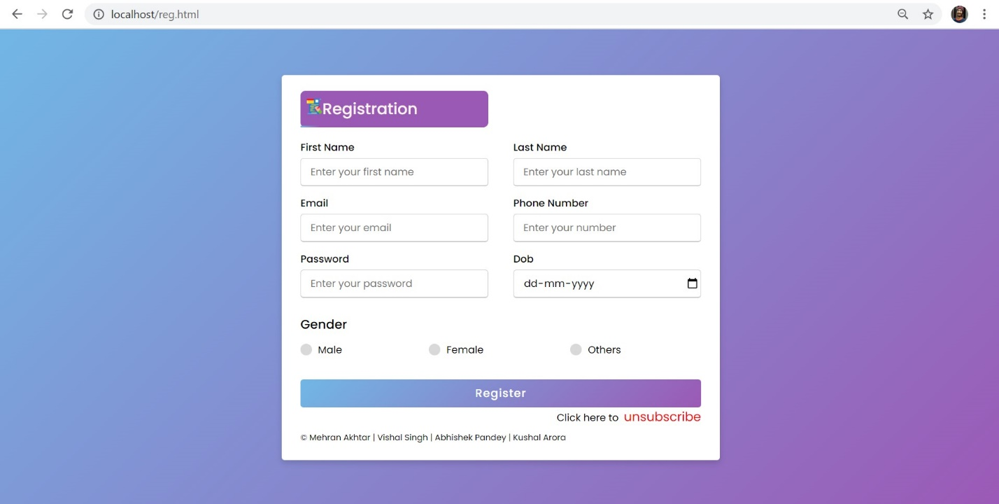 localhost/reg.html
Registration
First Name Last Name
Enter your first name Enter your last name
Email Phone Number
Enter your email Enter your number
Password Dob
Enter your password dd-mm-yyyy
Gender
Male Female Others
Register
Click here to unsubscribe
© Mehran Akhtar | Vishal Singh | Abhishek Pandey | Kushal Arora